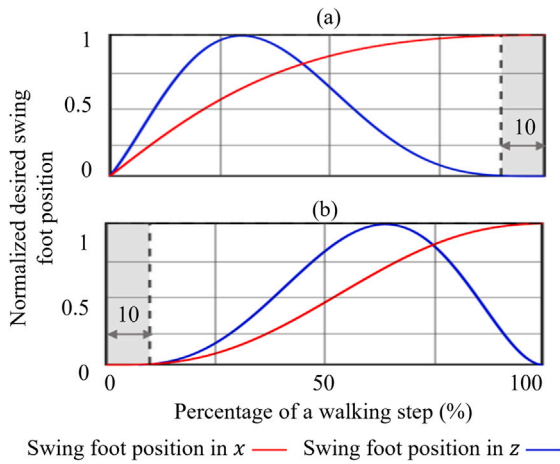 (a)
1
0.5
0
10
(b)
1
0.5
0
10
0
50
100
Normalized desired swing
foot position
Percentage of a walking step (%)
Swing foot position in x
Swing foot position in z